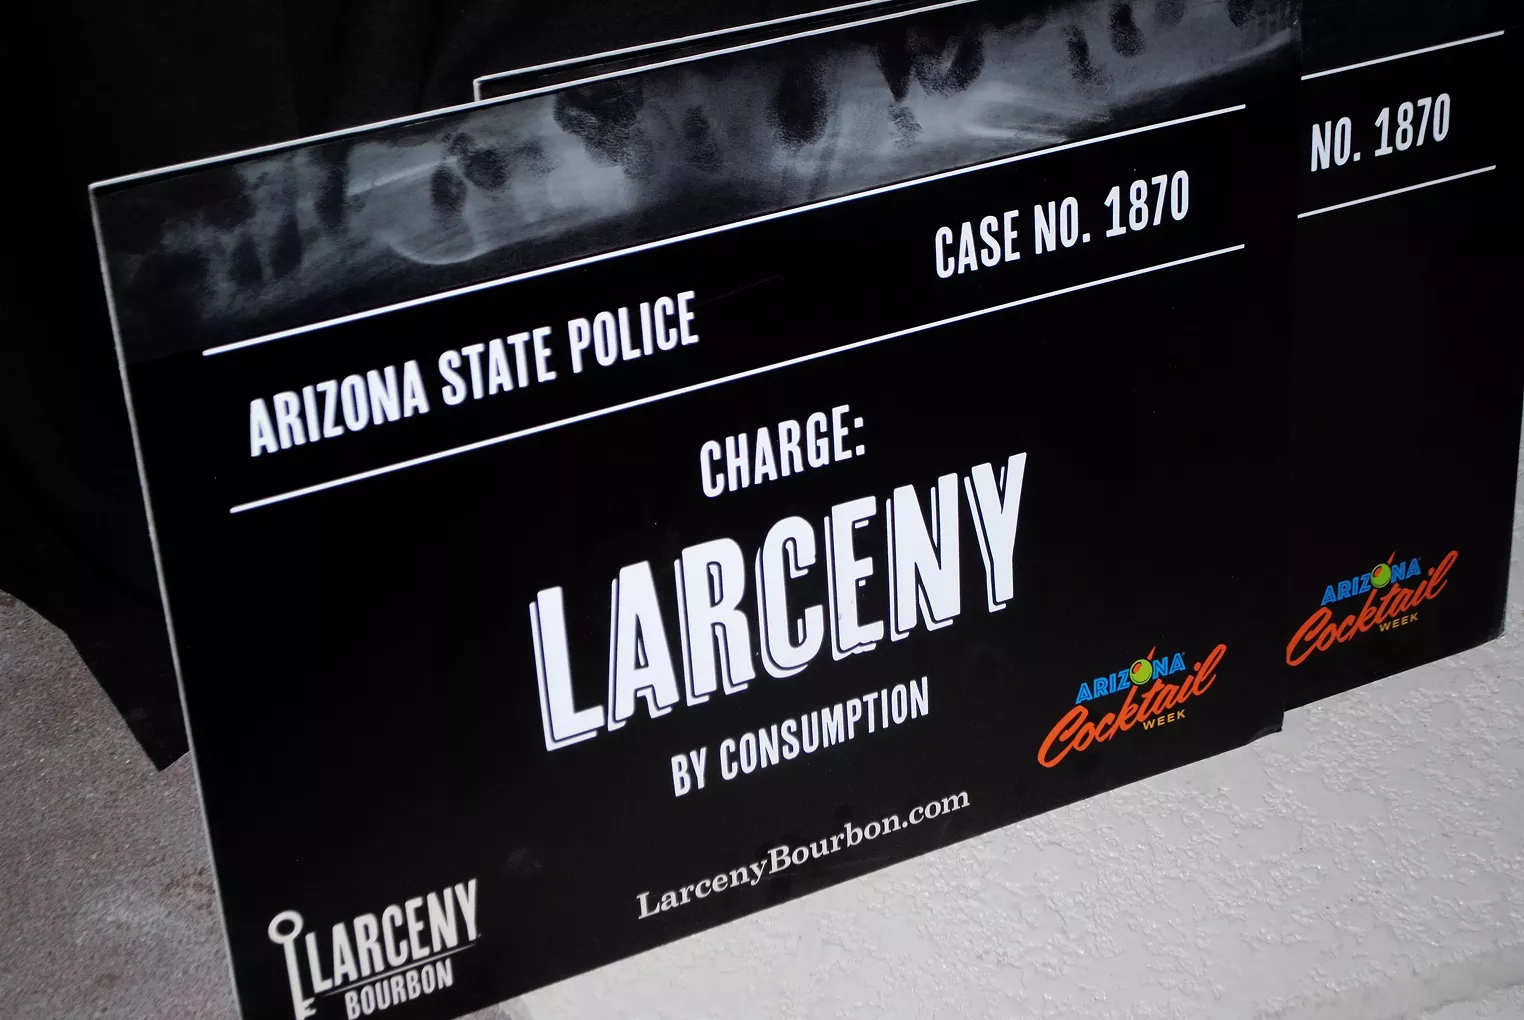 ARIZONA STATE POLICE
CASE NO. 1870
CHARGE:
LARCENY
BY CONSUMPTION
ARIZONA
Cocktail
WEEK
LarcenyBourbon.com
LARCENY
BOURBON
NO. 1870
ARIZONA
Cocktail
WEEK